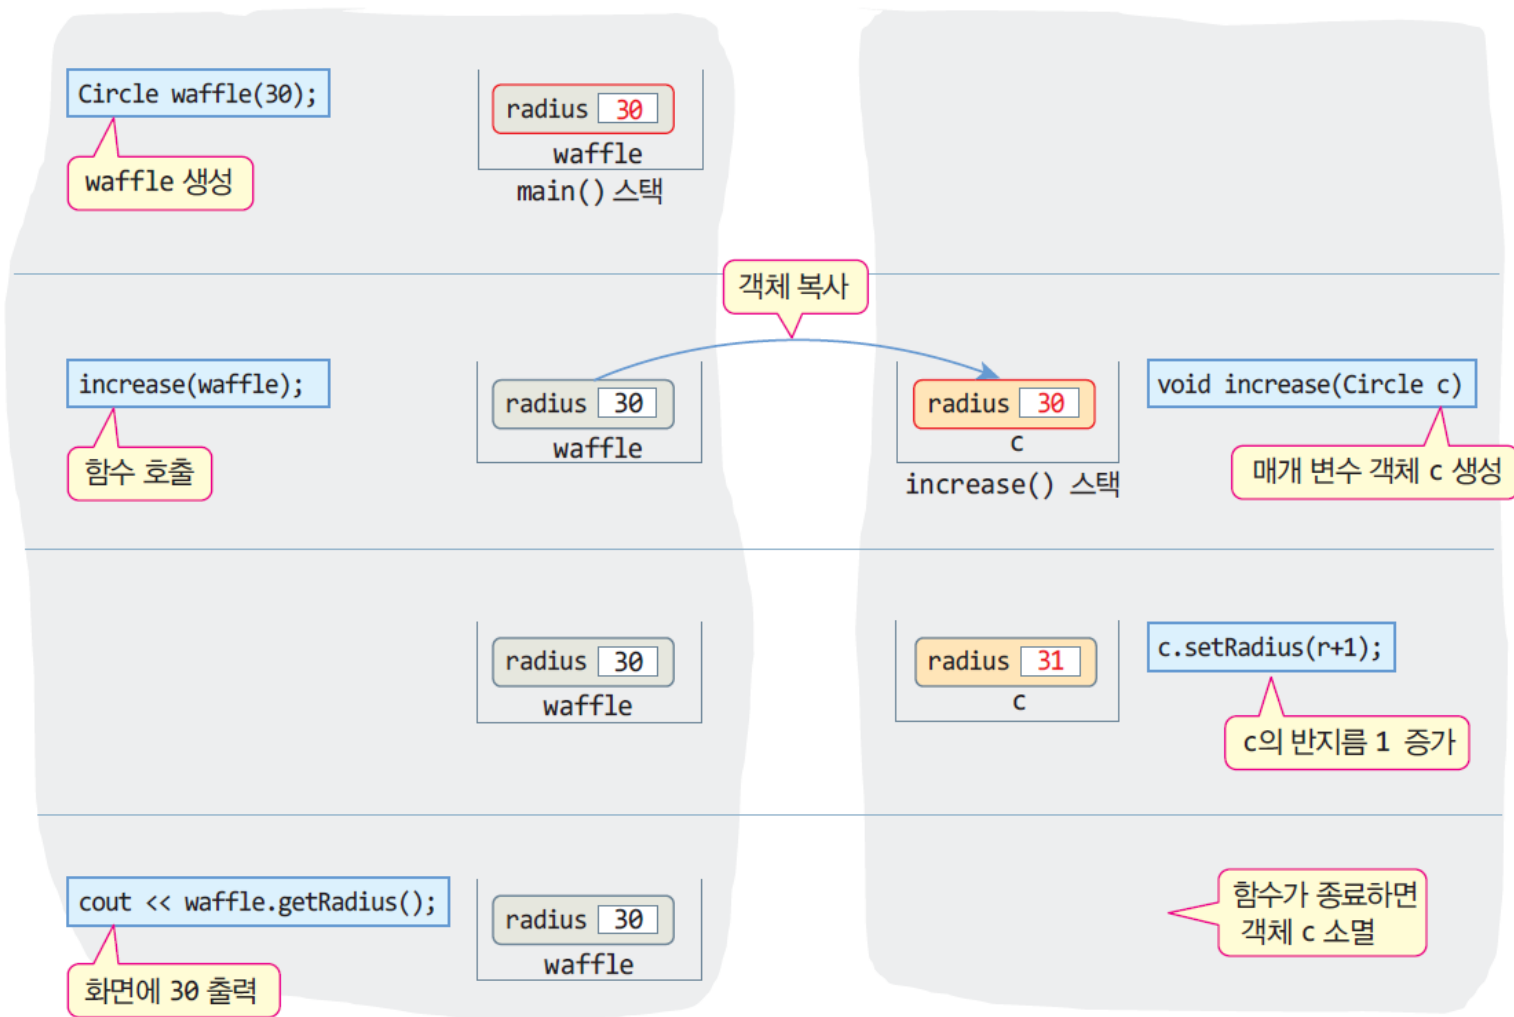 Circle waffle(30);
waffle 생성
radius 30
waffle
main() 스택
객체 복사
increase(waffle);
함수 호출
radius 30
waffle
radius 30
c
increase() 스택
void increase(Circle c)
매개 변수 객체 c 생성
radius 30
waffle
radius 31
c
c.setRadius(r+1);
c의 반지름 1 증가
cout << waffle.getRadius();
화면에 30 출력
radius 30
waffle
함수가 종료하면
객체 c 소멸